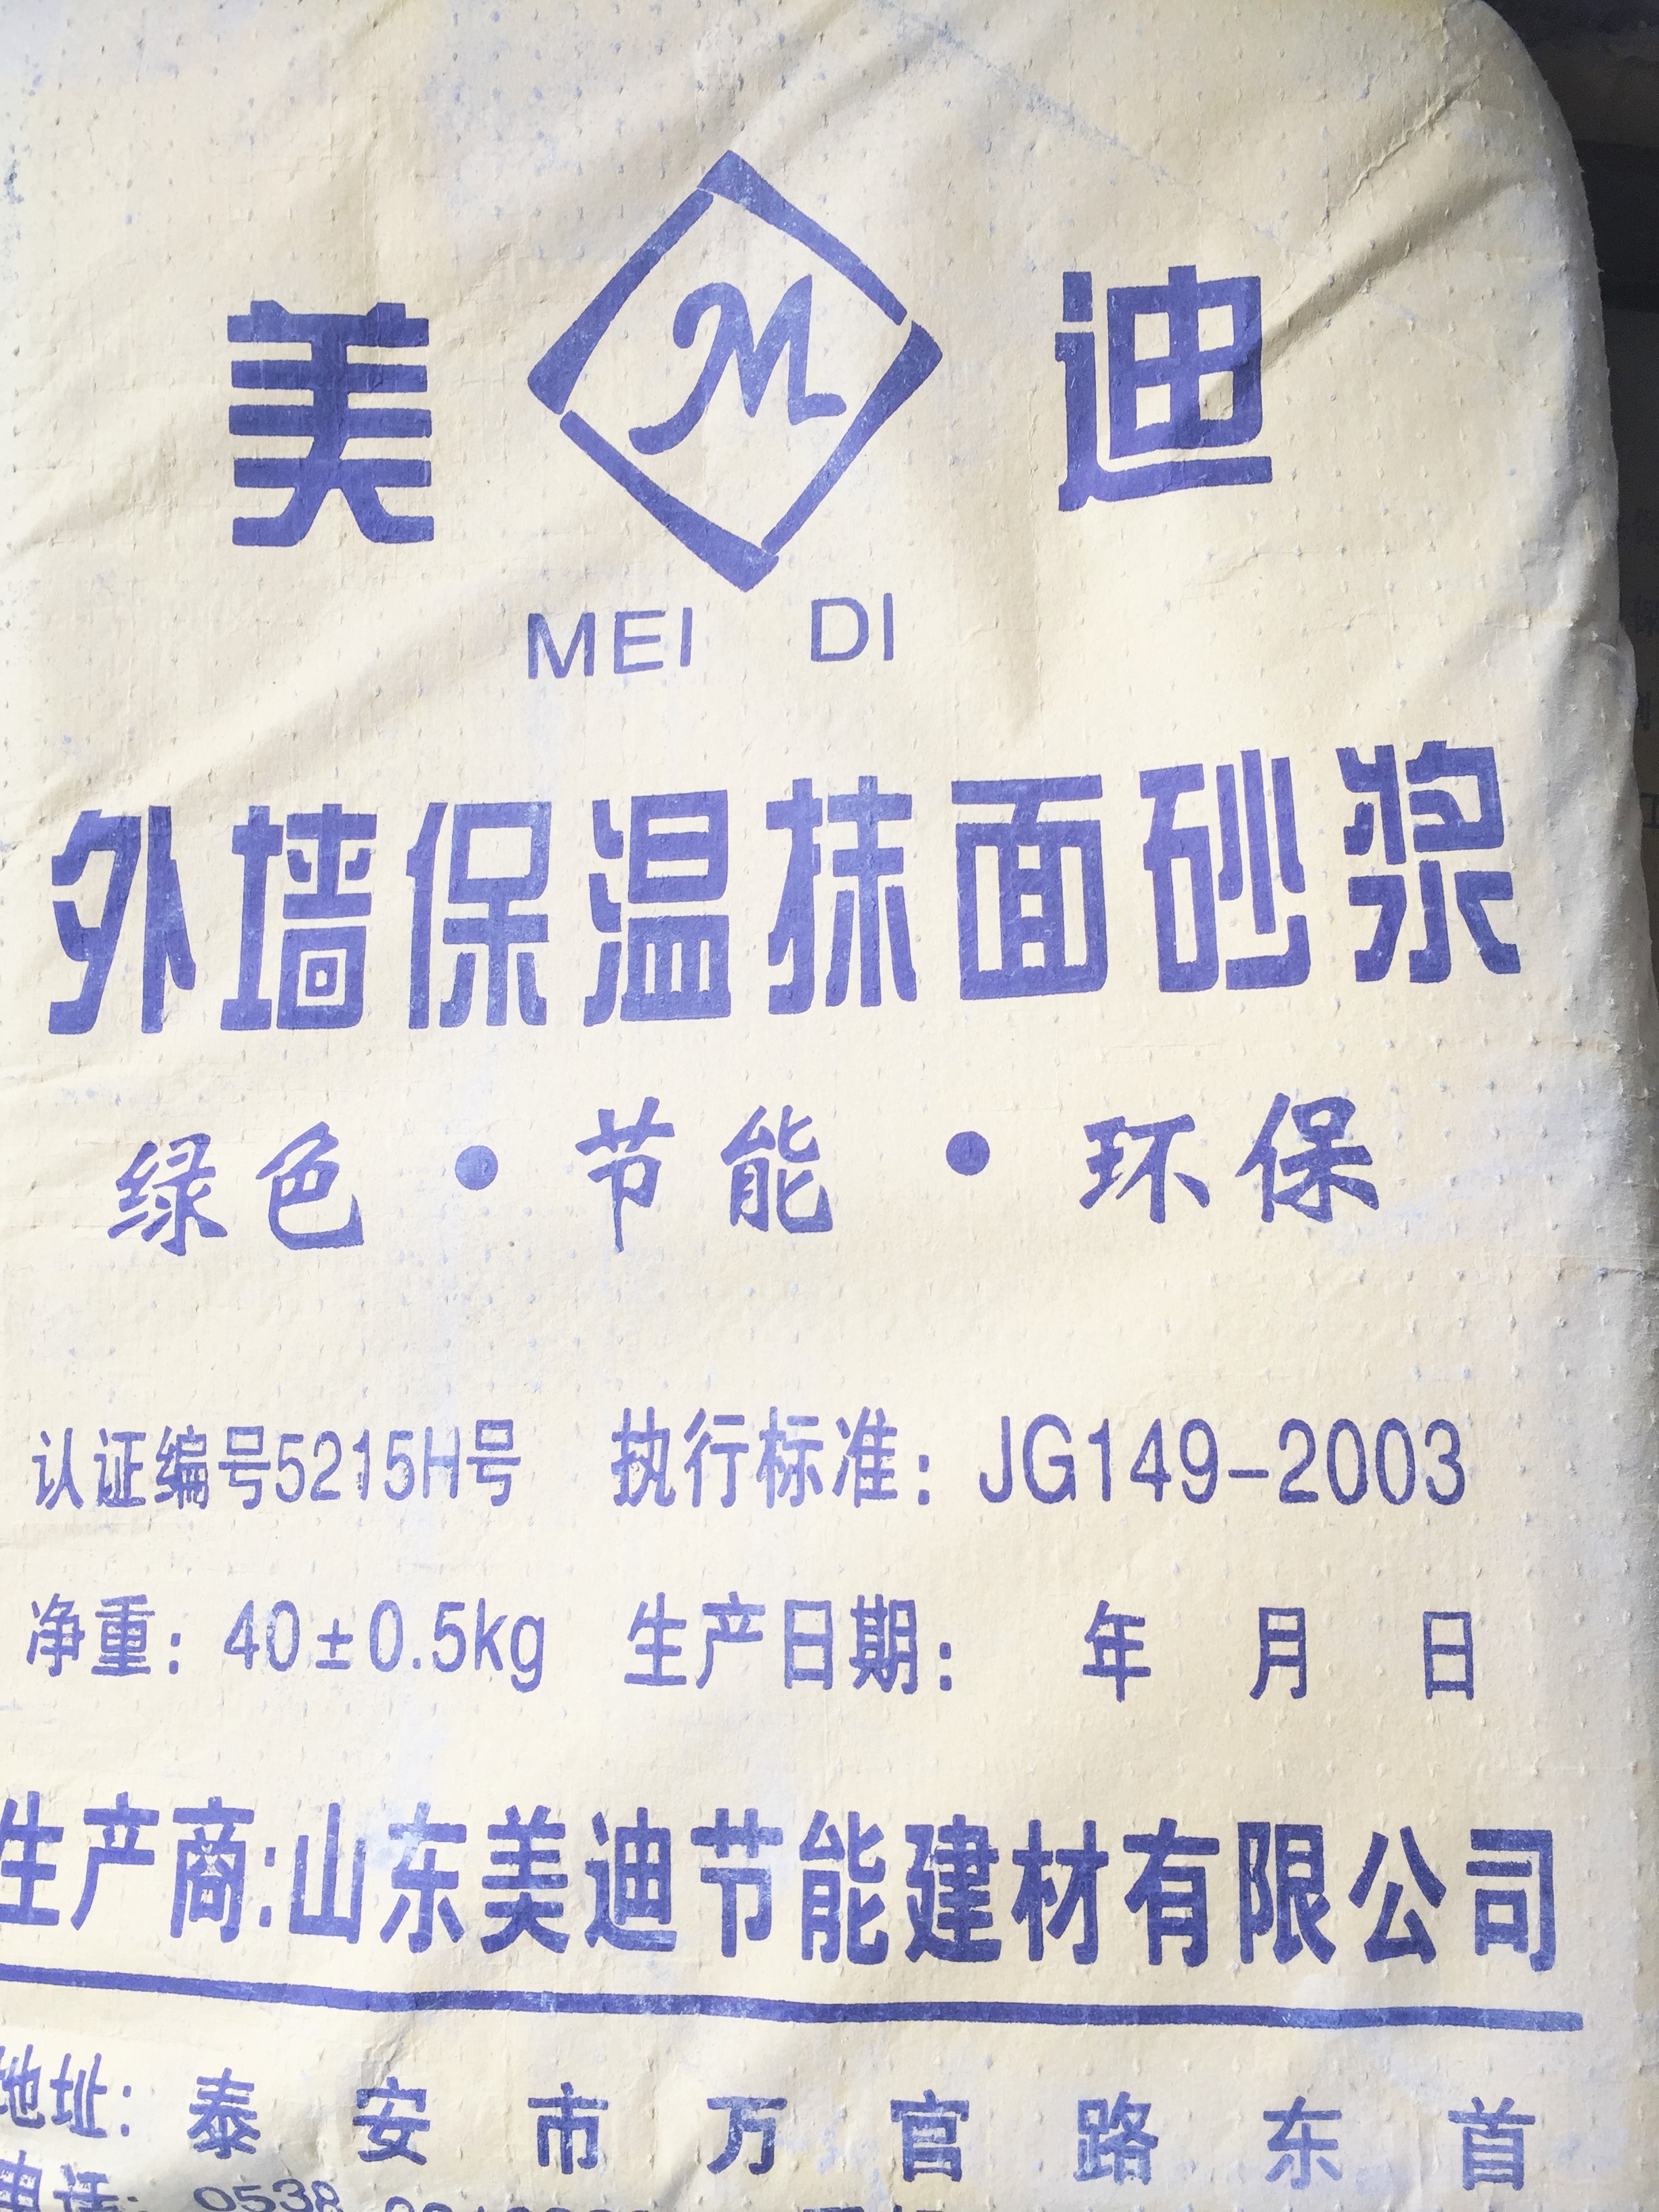 美 M 迪
MEI DI
外墙保温抹面砂浆
绿色·节能·环保
认证编号5215H号 执行标准：JG149-2003
净重：40±0.5kg 生产日期： 年 月 日
生产商:山东美迪节能建材有限公司
地址：泰安市万官路东首
电话：0538